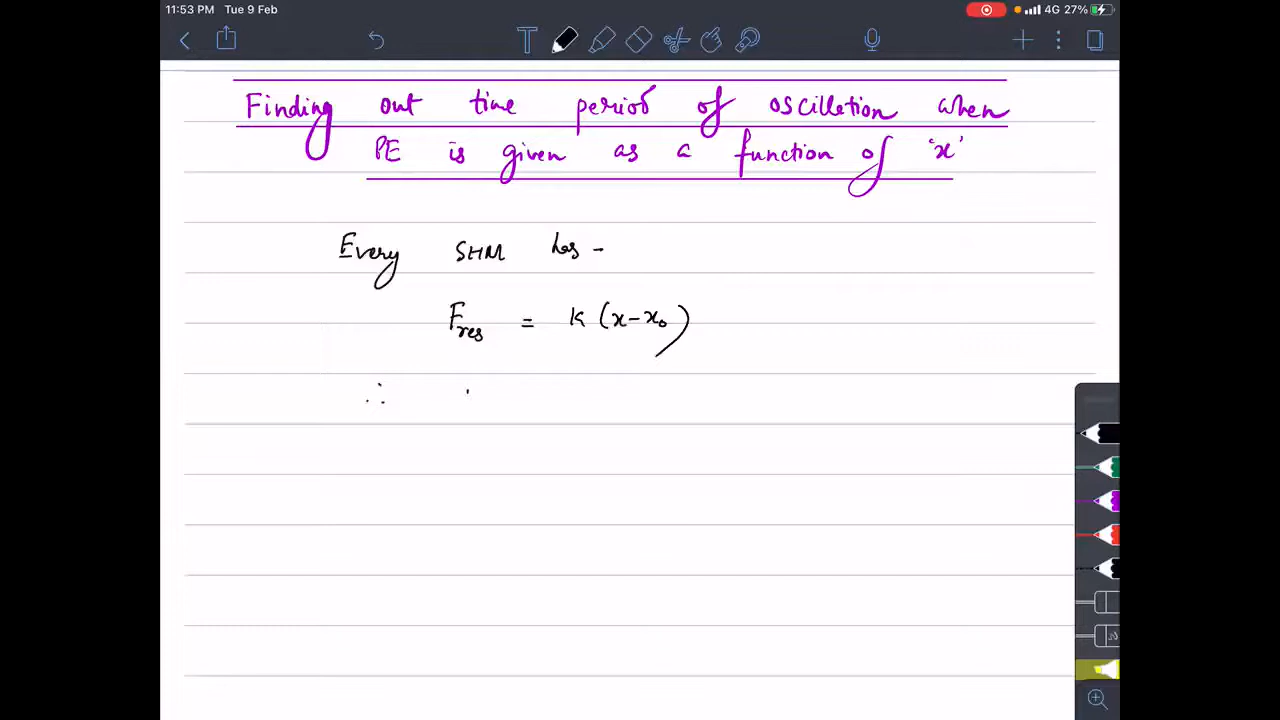 11:53 PM Tue 9 Feb 4G 27%
Finding out time period of oscilletion when
PE is given as a function of 'x'
Every SHM has -
Fres = K (x-x₀)
∴